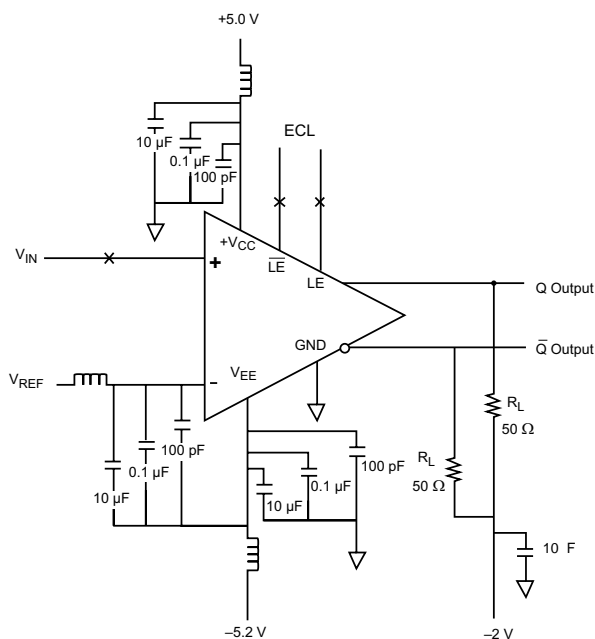 +5.0 V
ECL
10 µF
0.1 µF
100 pF
+VCC
LE
LE
VIN
+
Q Output
GND
Q Output
VREF
-
VEE
RL
50 Ω
100 pF
0.1 µF
10 µF
100 pF
0.1 µF
10 µF
RL
50 Ω
10 F
–5.2 V
–2 V